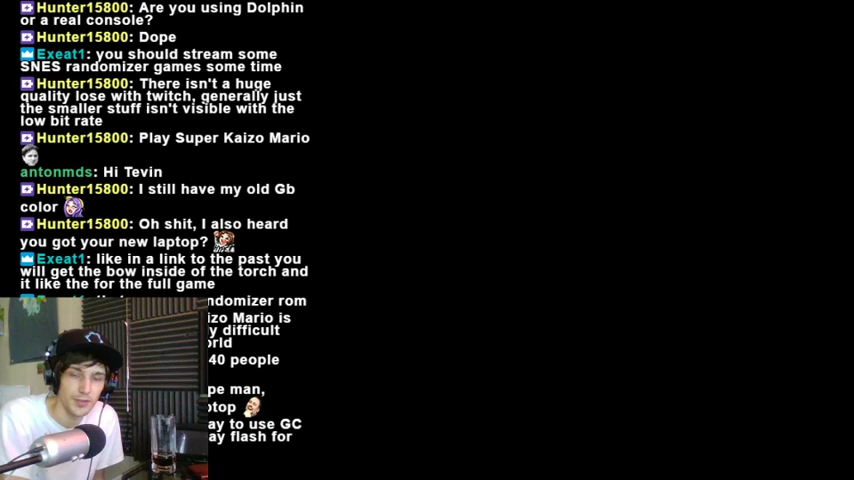 Hunter15800: Are you using Dolphin
or a real console?
Hunter15800: Dope
Exeat1: you should stream some
SNES randomizer games some time
Hunter15800: There isn't a huge
quality lose with twitch, generally just
the smaller stuff isn't visible with the
low bit rate
Hunter15800: Play Super Kaizo Mario
antonmds: Hi Tevin
Hunter15800: I still have my old Gb
color
Hunter15800: Oh shit, I also heard
you got your new laptop?
Exeat1: like in a link to the past you
will get the bow inside of the torch and
it like the for the full game
ndomizer rom
izo Mario is
y difficult
orld
40 people
pe man,
ptop
ay to use GC
ay flash for